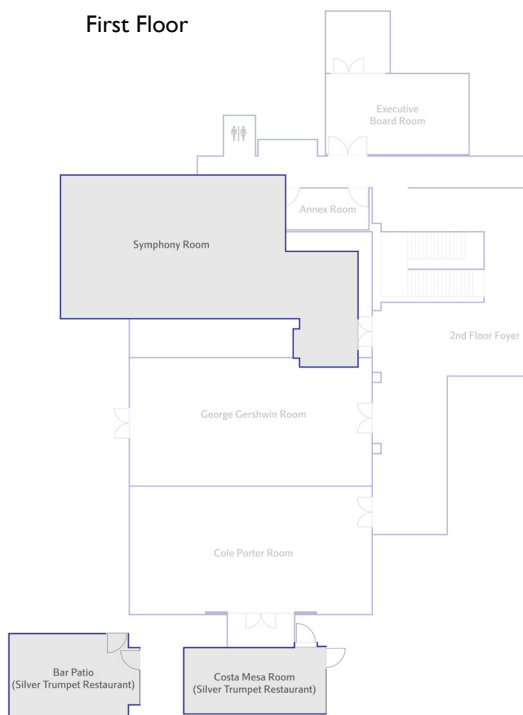 First Floor
Executive
Board Room
Annex Room
Symphony Room
2nd Floor Foyer
George Gershwin Room
Cole Porter Room
Bar Patio
(Silver Trumpet Restaurant)
Costa Mesa Room
(Silver Trumpet Restaurant)